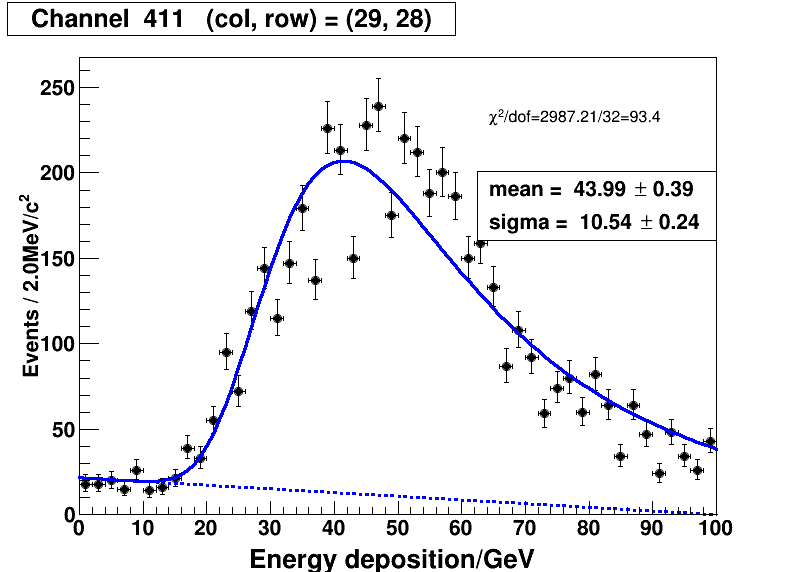 Channel 411 (col, row) = (29, 28)
χ²/dof=2987.21/32=93.4
mean = 43.99 ± 0.39
sigma = 10.54 ± 0.24
Events / 2.0MeV/c²
250
200
150
100
50
0
0 10 20 30 40 50 60 70 80 90 100
Energy deposition/GeV